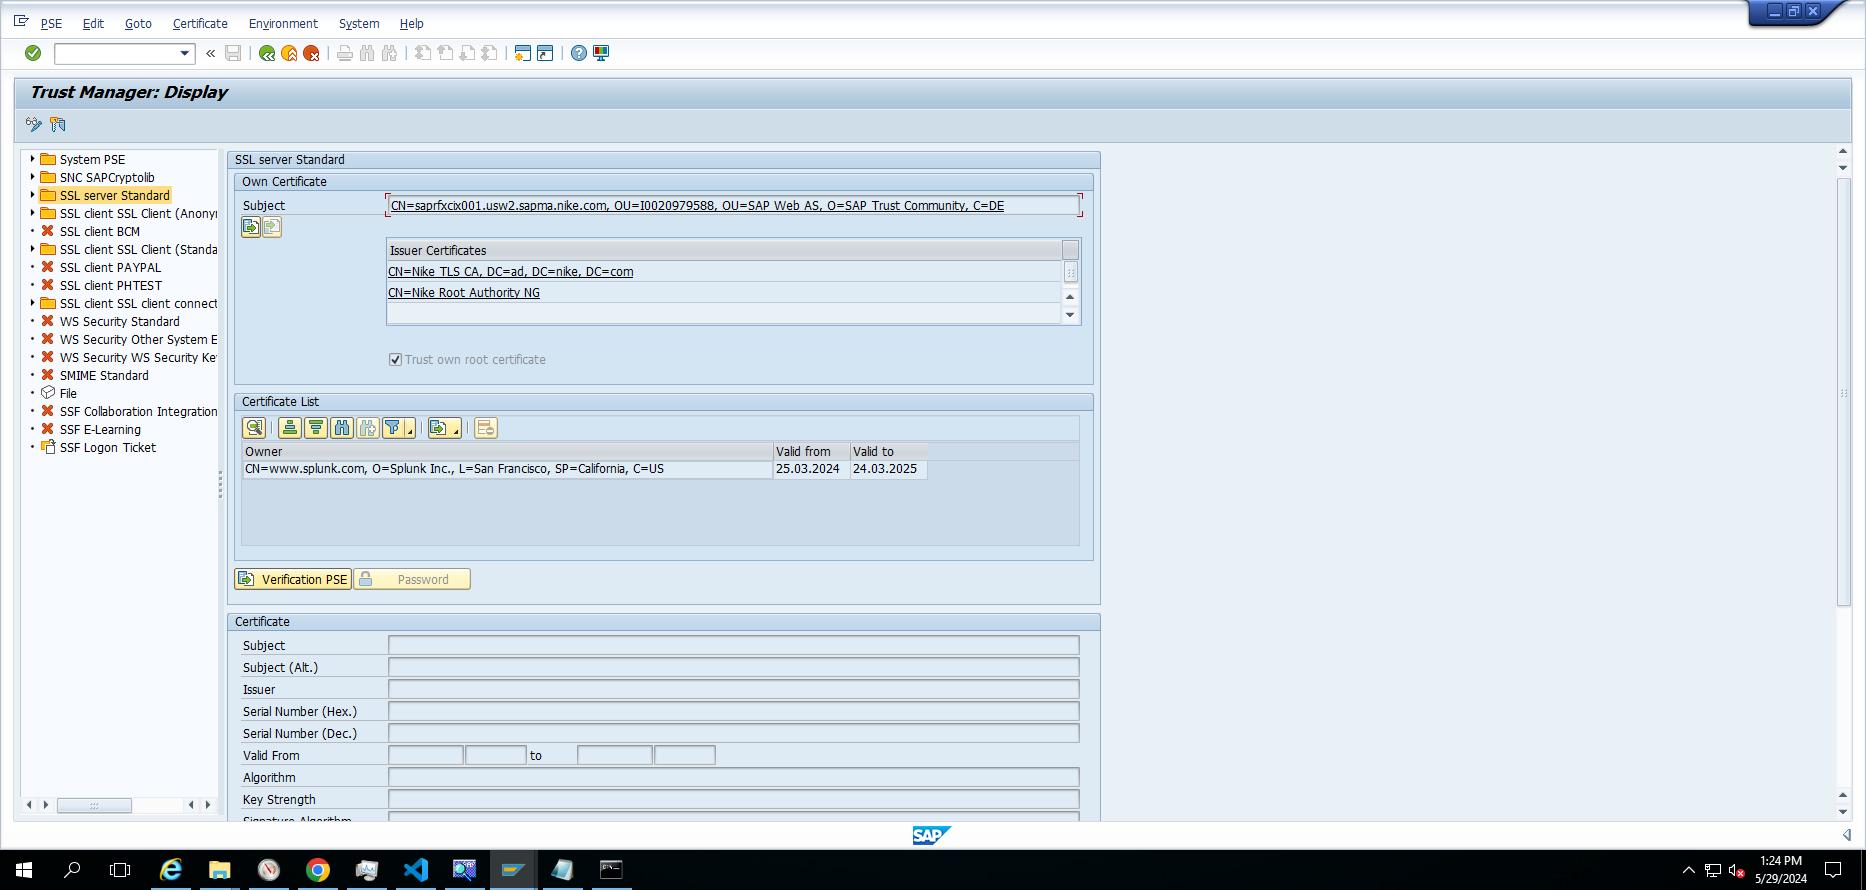 PSE Edit Goto Certificate Environment System Help
Trust Manager: Display
System PSE
SNC SAPCryptolib
SSL server Standard
SSL client SSL Client (Anony
SSL client BCM
SSL client SSL Client (Standa
SSL client PAYPAL
SSL client PHTEST
SSL client SSL client connect
WS Security Standard
WS Security Other System E
WS Security WS Security Ke
SMIME Standard
File
SSF Collaboration Integration
SSF E-Learning
SSF Logon Ticket
SSL server Standard
Own Certificate
Subject CN=saprfxcix001.usw2.sapma.nike.com, OU=I0020979588, OU=SAP Web AS, O=SAP Trust Community, C=DE
Issuer Certificates
CN=Nike TLS CA, DC=ad, DC=nike, DC=com
CN=Nike Root Authority NG
Trust own root certificate
Certificate List
Owner Valid from Valid to
CN=www.splunk.com, O=Splunk Inc., L=San Francisco, SP=California, C=US 25.03.2024 24.03.2025
Verification PSE Password
Certificate
Subject
Subject (Alt.)
Issuer
Serial Number (Hex.)
Serial Number (Dec.)
Valid From to
Algorithm
Key Strength
Signature Algorithm
SAP
1:24 PM
5/29/2024